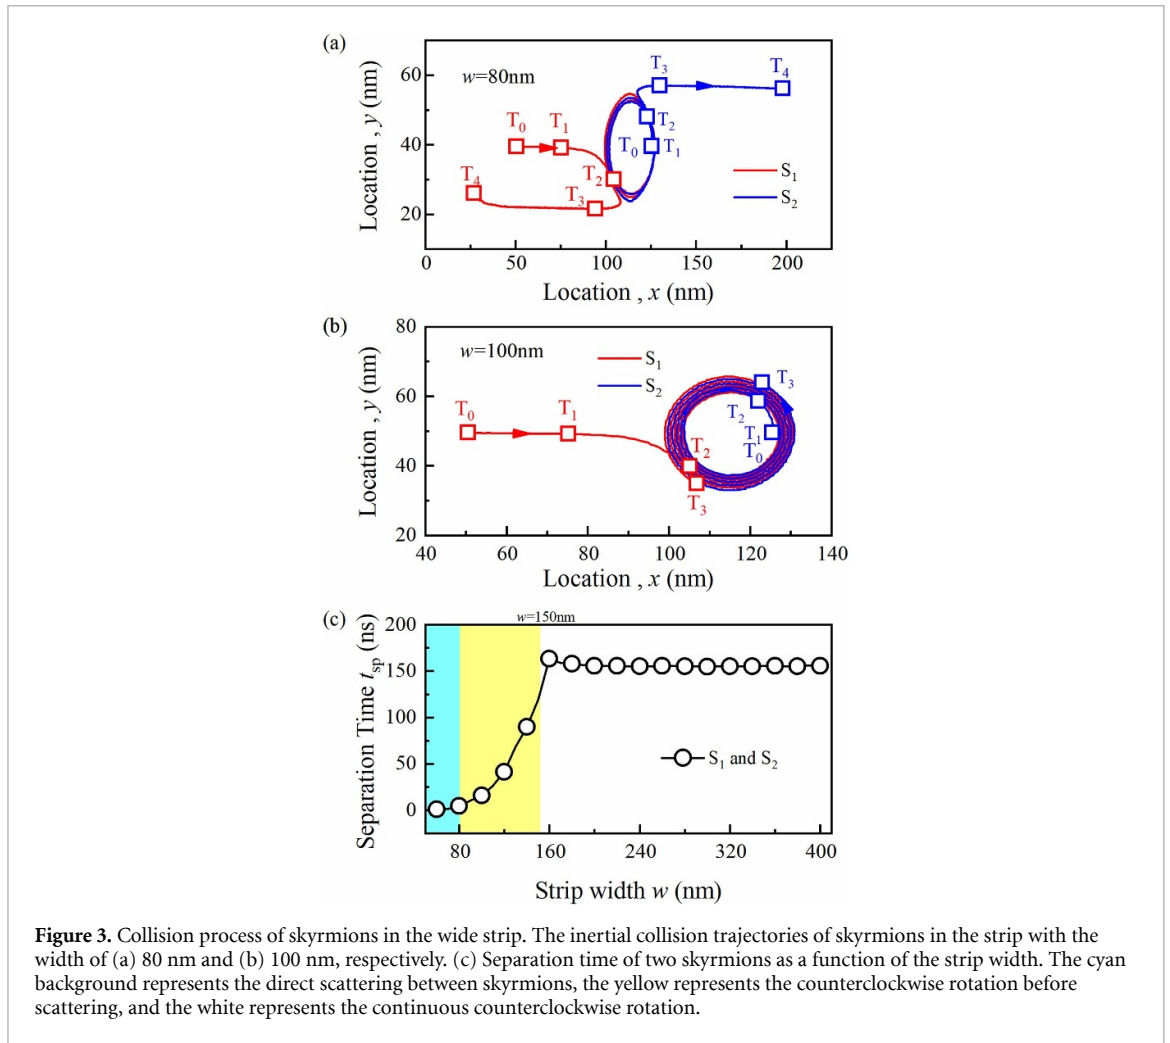 (a)
w=80nm
T0 T1 T2 T3 T4
T0 T1 T2 T3 T4
S1
S2
60
40
20
Location , y (nm)
0 50 100 150 200
Location , x (nm)
(b)
w=100nm
S1
S2
T0 T1 T2 T3
T3 T2 T1 T0
80
60
40
20
Location , y (nm)
40 60 80 100 120 140
Location , x (nm)
(c)
w=150nm
200
150
100
50
0
Separation Time tsp (ns)
S1 and S2
80 160 240 320 400
Strip width w (nm)
Figure 3. Collision process of skyrmions in the wide strip. The inertial collision trajectories of skyrmions in the strip with the
width of (a) 80 nm and (b) 100 nm, respectively. (c) Separation time of two skyrmions as a function of the strip width. The cyan
background represents the direct scattering between skyrmions, the yellow represents the counterclockwise rotation before
scattering, and the white represents the continuous counterclockwise rotation.